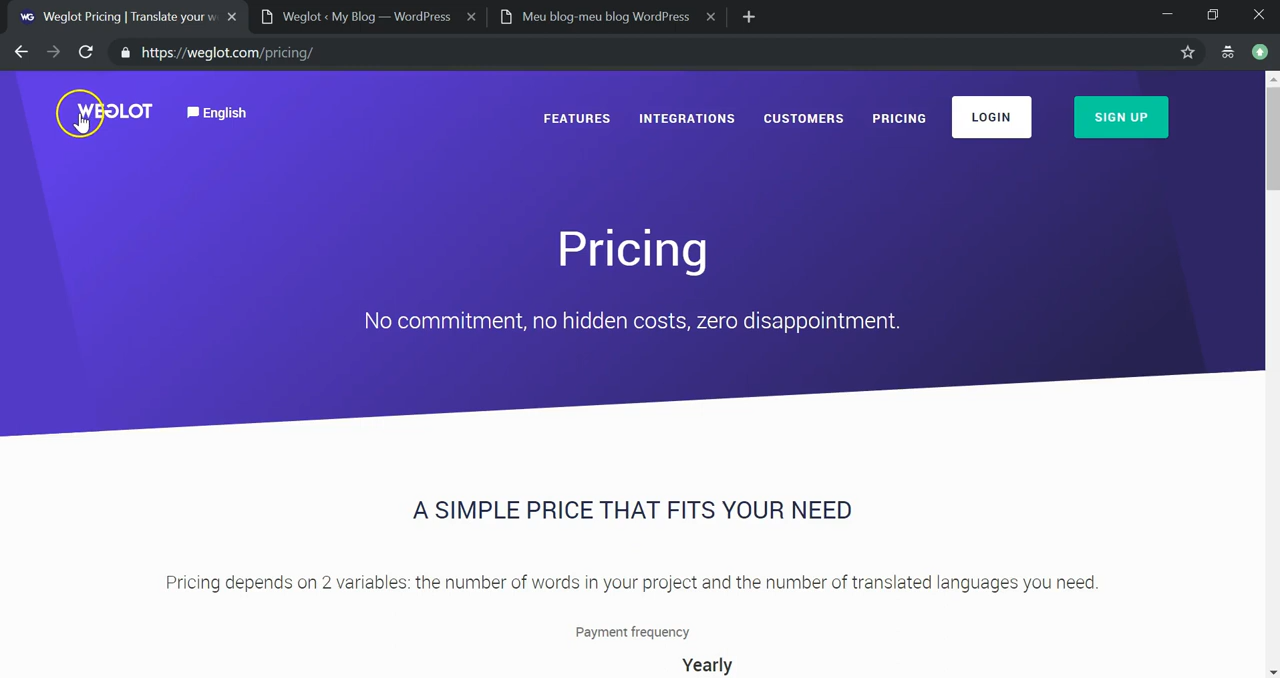 WG Weglot Pricing | Translate your w
Weglot ‹ My Blog — WordPress
Meu blog-meu blog WordPress
https://weglot.com/pricing/
WEGLOT
English
FEATURES
INTEGRATIONS
CUSTOMERS
PRICING
LOGIN
SIGN UP
Pricing
No commitment, no hidden costs, zero disappointment.
A SIMPLE PRICE THAT FITS YOUR NEED
Pricing depends on 2 variables: the number of words in your project and the number of translated languages you need.
Payment frequency
Yearly